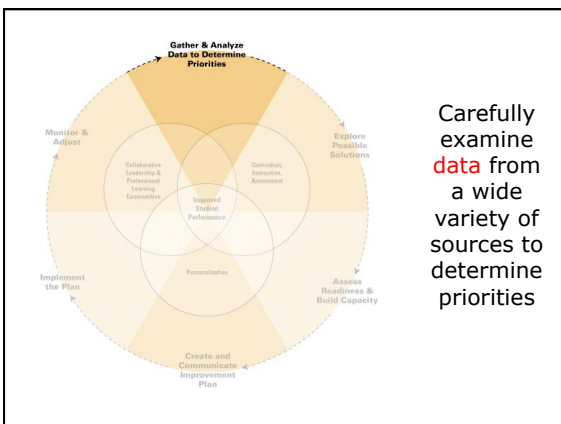 Gather & Analyze
Data to Determine
Priorities
Explore
Possible
Solutions
Assess
Readiness &
Build Capacity
Create and
Communicate
Improvement
Plan
Implement
the Plan
Monitor &
Adjust
Collaborative
Leadership &
Professional
Learning
Communities
Curriculum,
Instruction,
Assessment
Improved
Student
Performance
Personalization
Carefully
examine
data from
a wide
variety of
sources to
determine
priorities